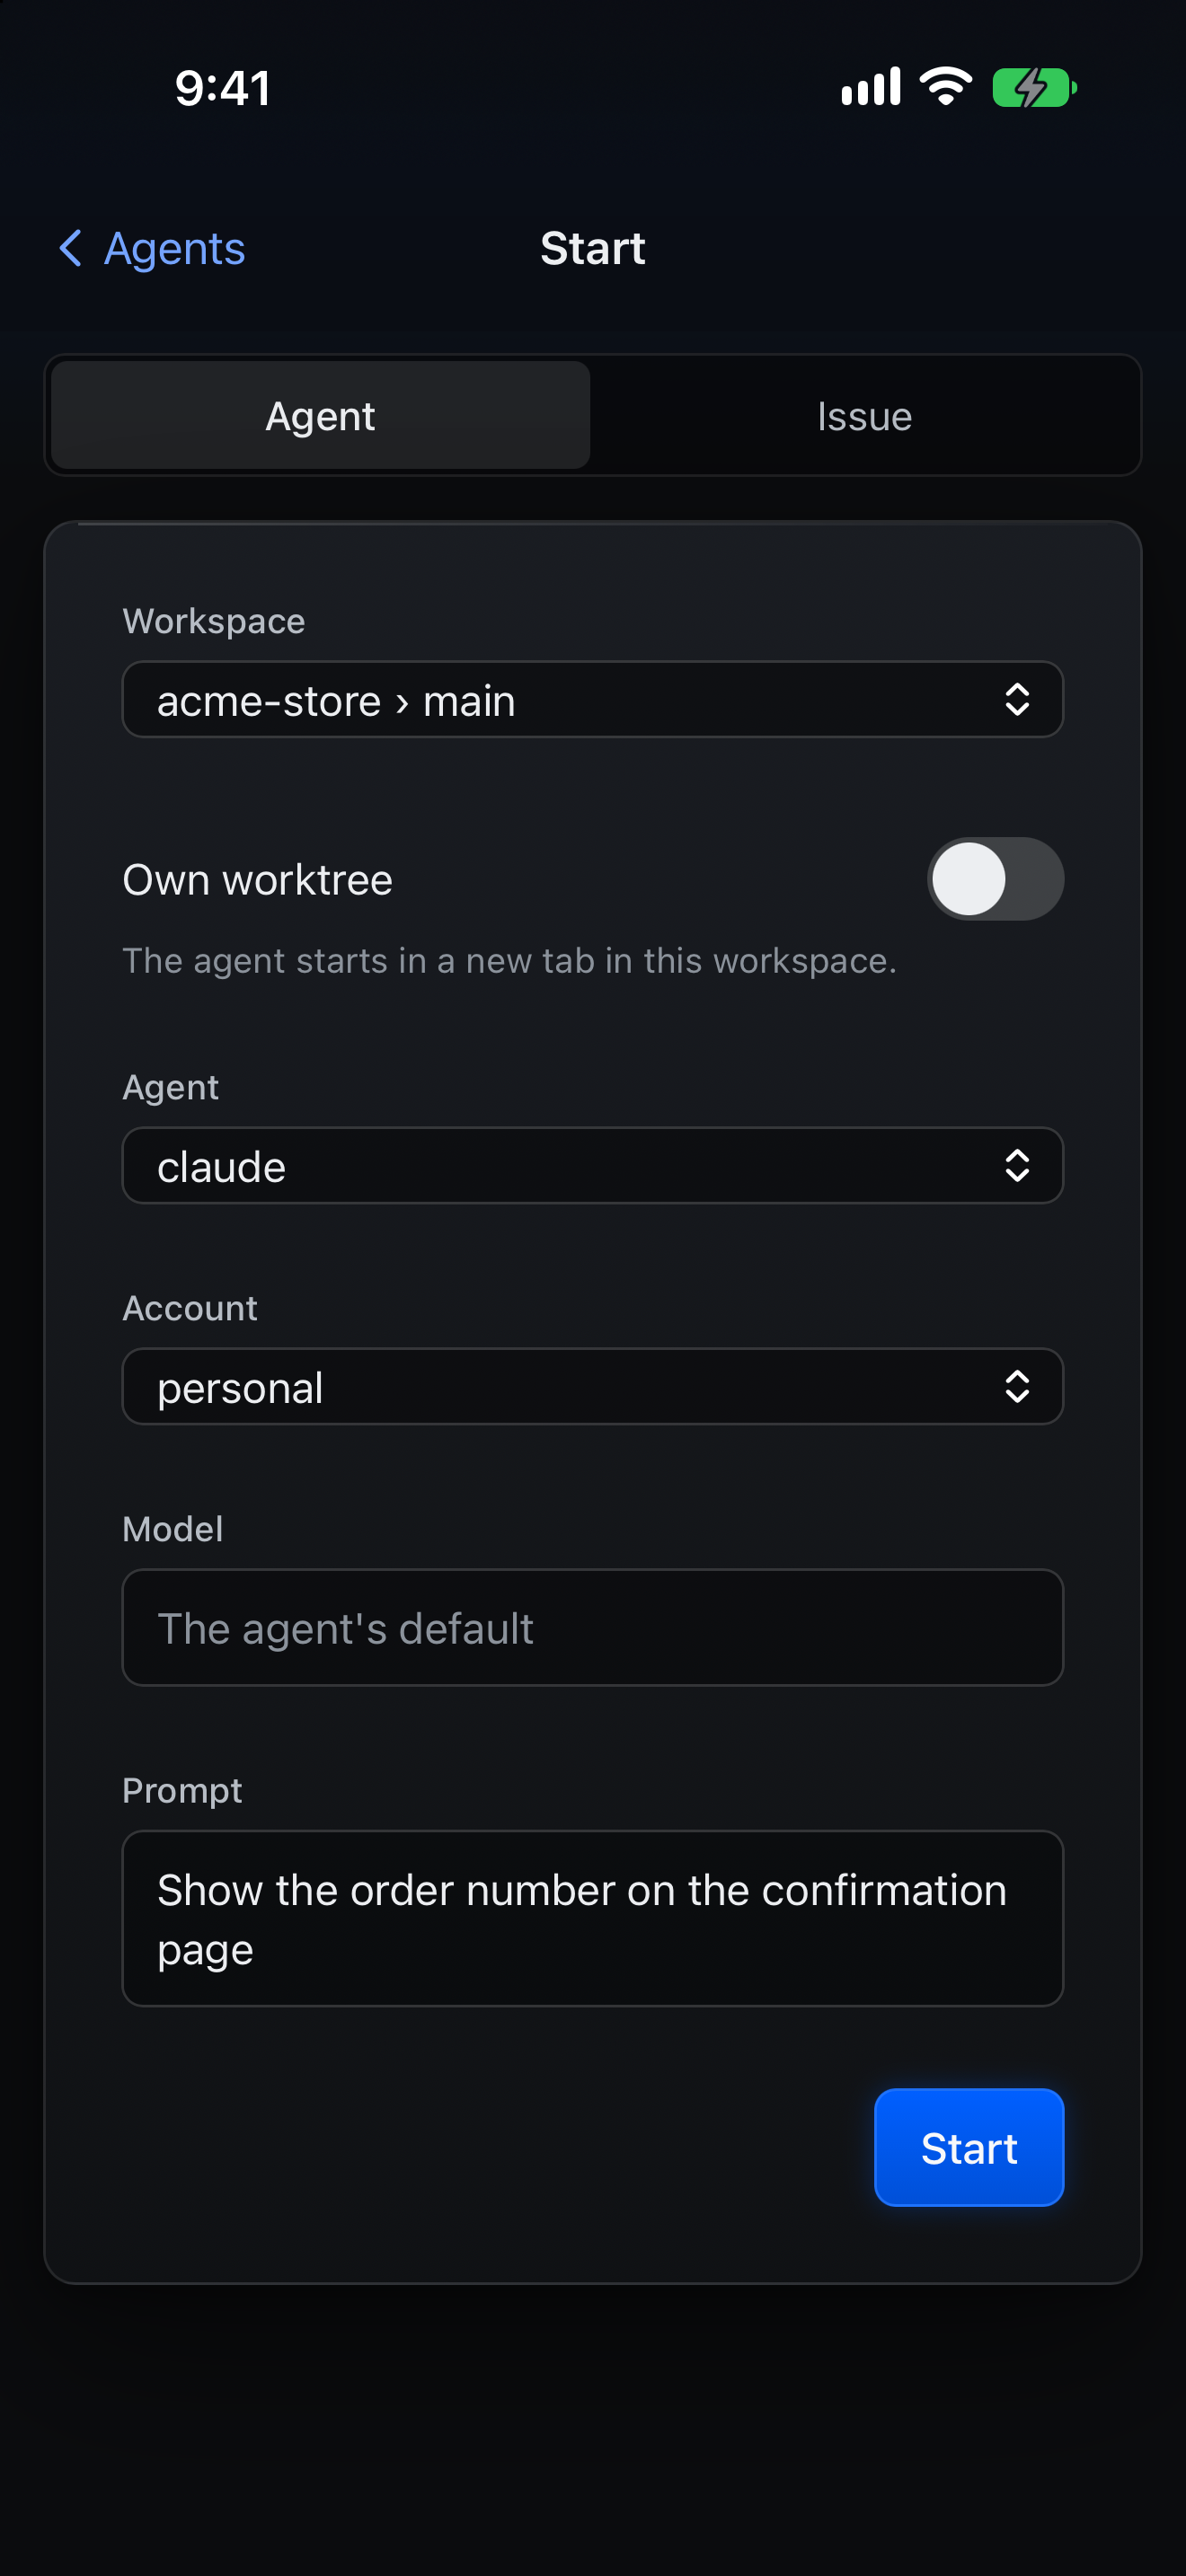 9:41
Agents
Start
Agent
Issue
Workspace
acme-store › main
Own worktree
The agent starts in a new tab in this workspace.
Agent
claude
Account
personal
Model
The agent's default
Prompt
Show the order number on the confirmation
page
Start